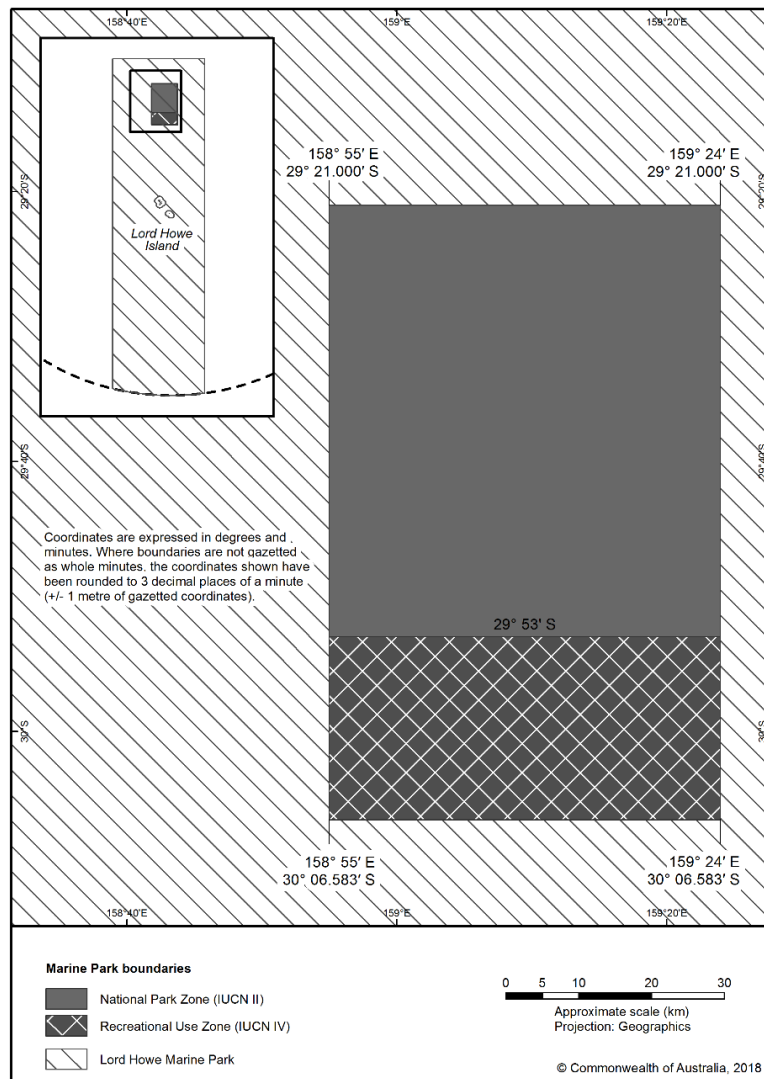 158°40'E
159°E
159°20'E
158° 55' E
29° 21.000' S
159° 24' E
29° 21.000' S
29°20'S
29°20'S
Lord Howe
Island
29°40'S
29°40'S
Coordinates are expressed in degrees and
minutes. Where boundaries are not gazetted
as whole minutes, the coordinates shown have
been rounded to 3 decimal places of a minute
(+/- 1 metre of gazetted coordinates).
29° 53' S
30°S
30°S
158° 55' E
30° 06.583' S
159° 24' E
30° 06.583' S
158°40'E
159°E
159°20'E
Marine Park boundaries
National Park Zone (IUCN II)
Recreational Use Zone (IUCN IV)
Lord Howe Marine Park
0 5 10 20 30
Approximate scale (km)
Projection: Geographics
© Commonwealth of Australia, 2018